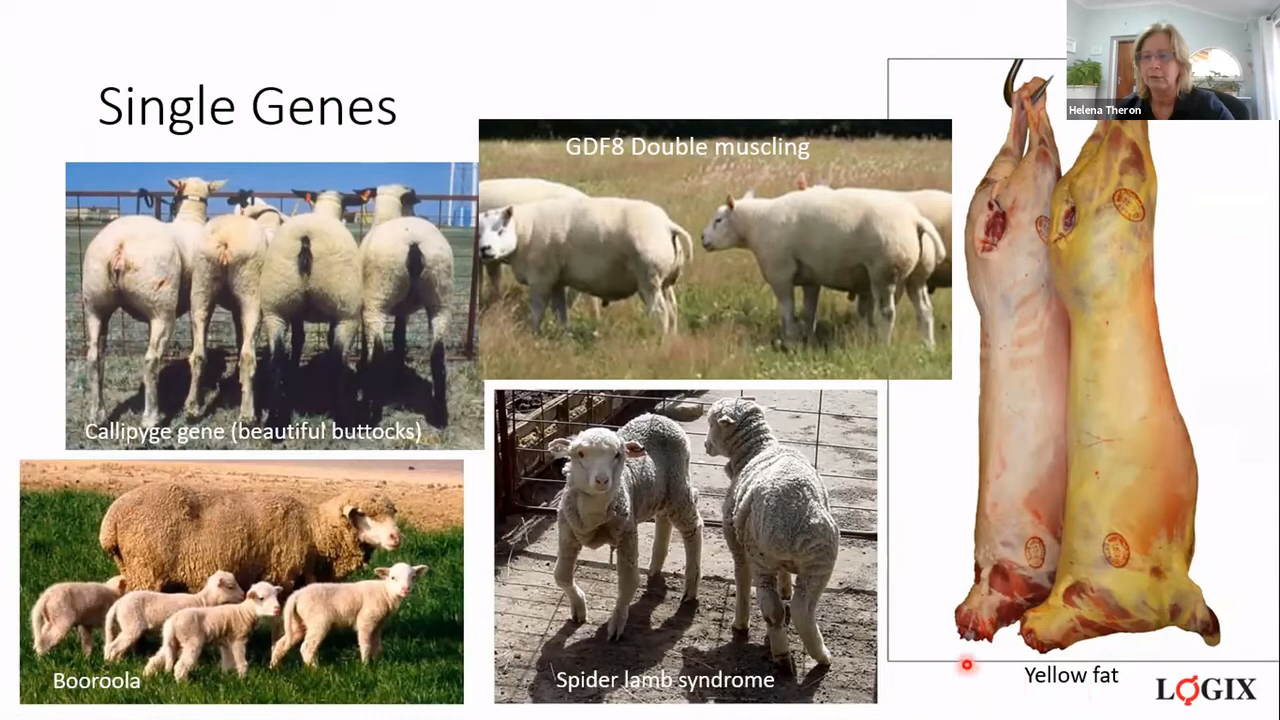 Single Genes
Helena Theron
GDF8 Double muscling
Callipyge gene (beautiful buttocks)
Booroola
Spider lamb syndrome
Yellow fat
LOGIX